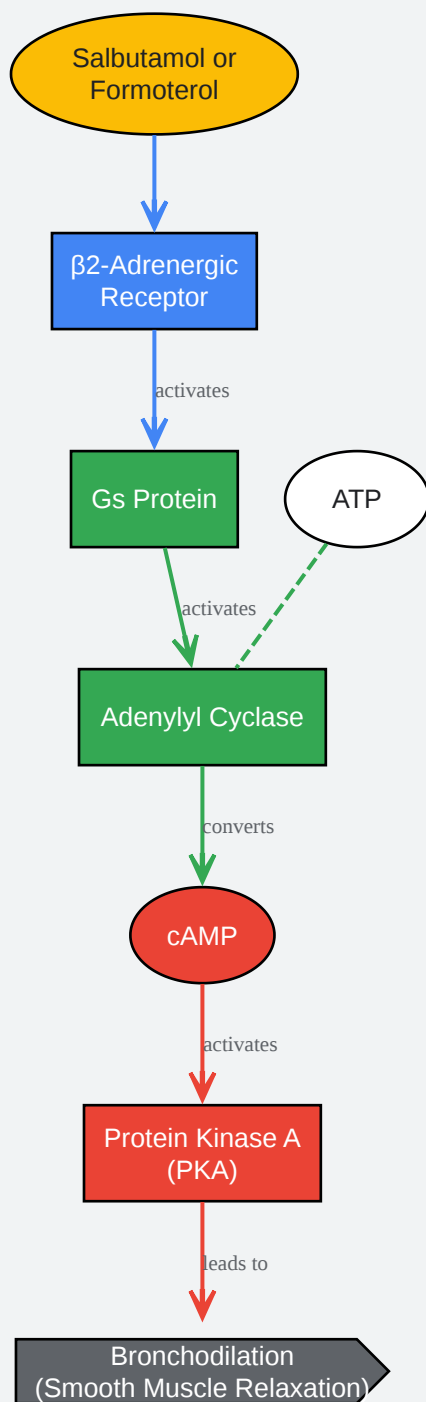 Salbutamol or
Formoterol
β2-Adrenergic
Receptor
activates
Gs Protein
ATP
activates
Adenylyl Cyclase
converts
cAMP
activates
Protein Kinase A
(PKA)
leads to
Bronchodilation
(Smooth Muscle Relaxation)